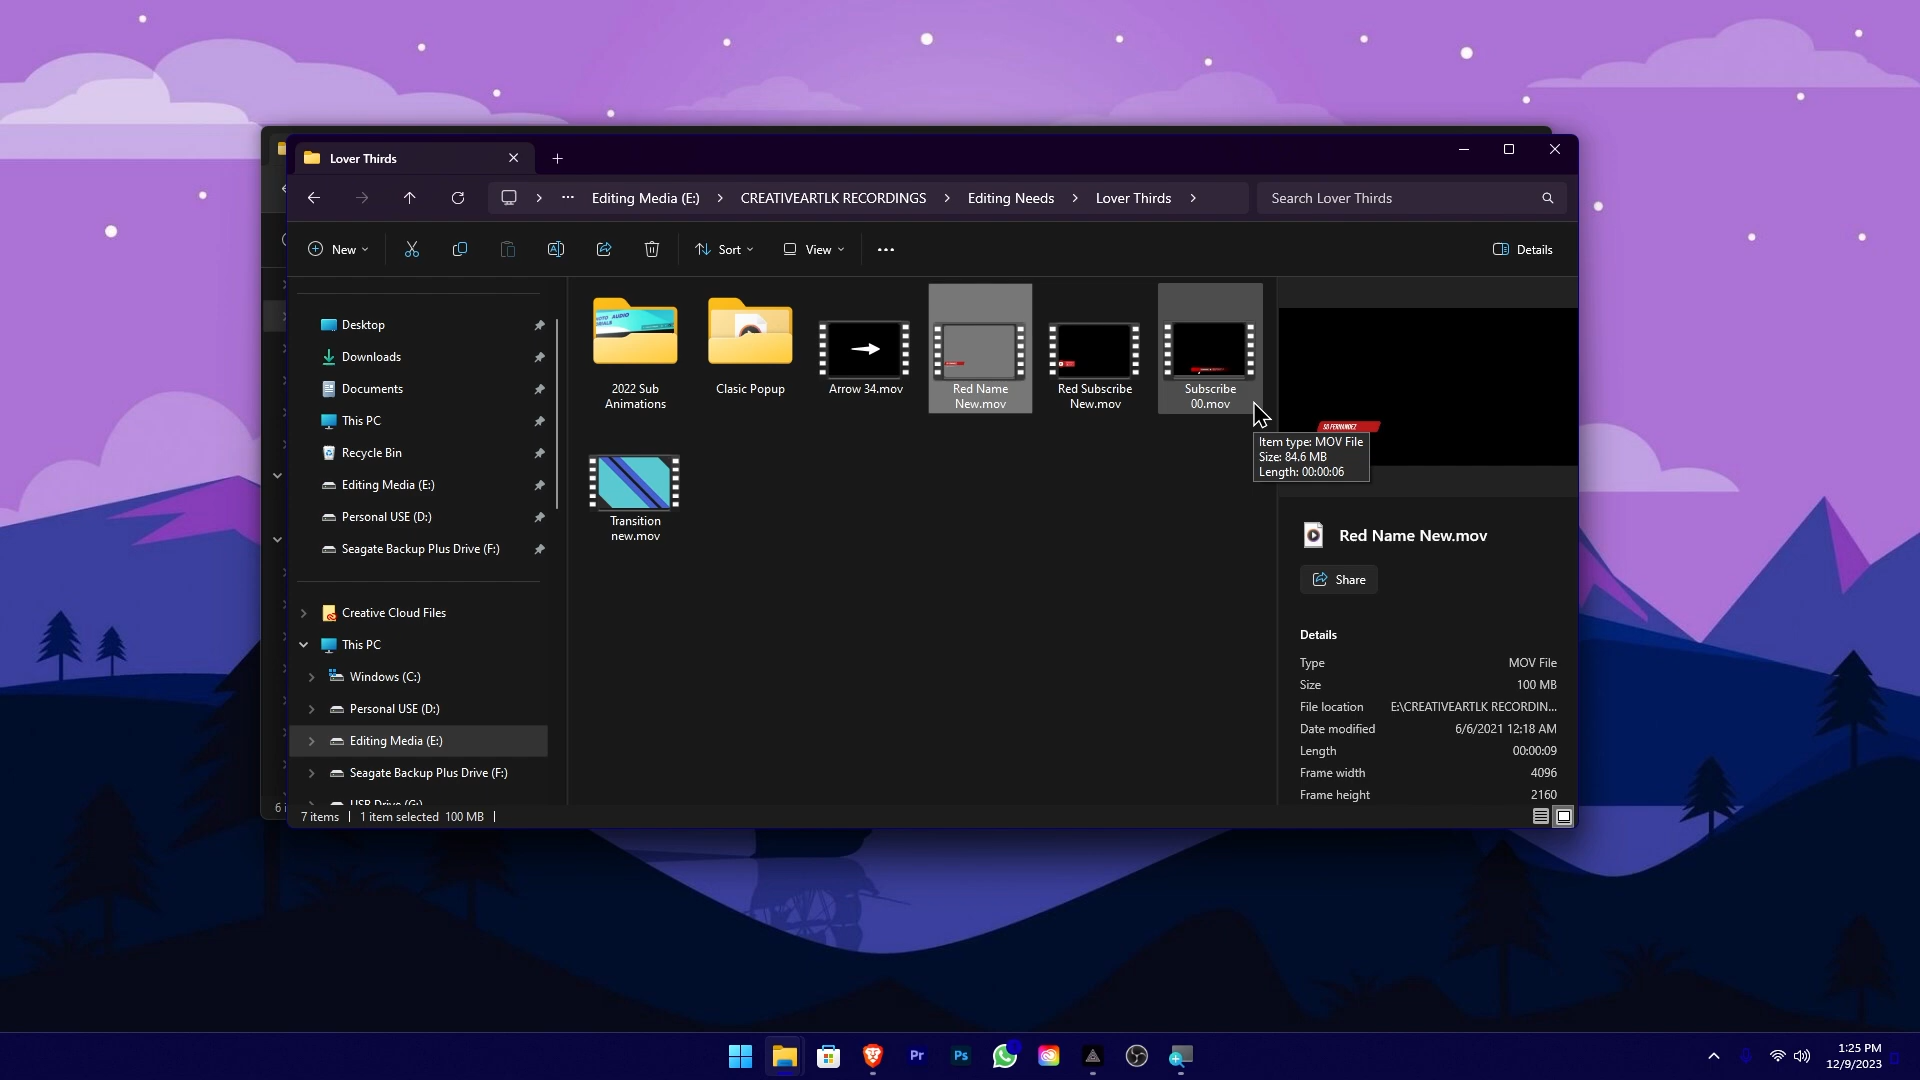 Lover Thirds
Editing Media (E:)
CREATIVEARTLK RECORDINGS
Editing Needs
Lover Thirds
Search Lover Thirds
New
Sort
View
Details
Desktop
Downloads
Documents
This PC
Recycle Bin
Editing Media (E:)
Personal USE (D:)
Seagate Backup Plus Drive (F:)
Creative Cloud Files
This PC
Windows (C:)
Personal USE (D:)
Editing Media (E:)
Seagate Backup Plus Drive (F:)
USB Drive (G:)
2022 Sub
Animations
Clasic Popup
Arrow 34.mov
Red Name
New.mov
Red Subscribe
New.mov
Subscribe
00.mov
Transition
new.mov
Item type: MOV File
Size: 84.6 MB
Length: 00:00:06
Red Name New.mov
Share
Details
Type MOV File
Size 100 MB
File location E:\CREATIVEARTLK RECORDIN...
Date modified 6/6/2021 12:18 AM
Length 00:00:09
Frame width 4096
Frame height 2160
7 items
1 item selected 100 MB
Pr
Ps
1:25 PM
12/9/2023